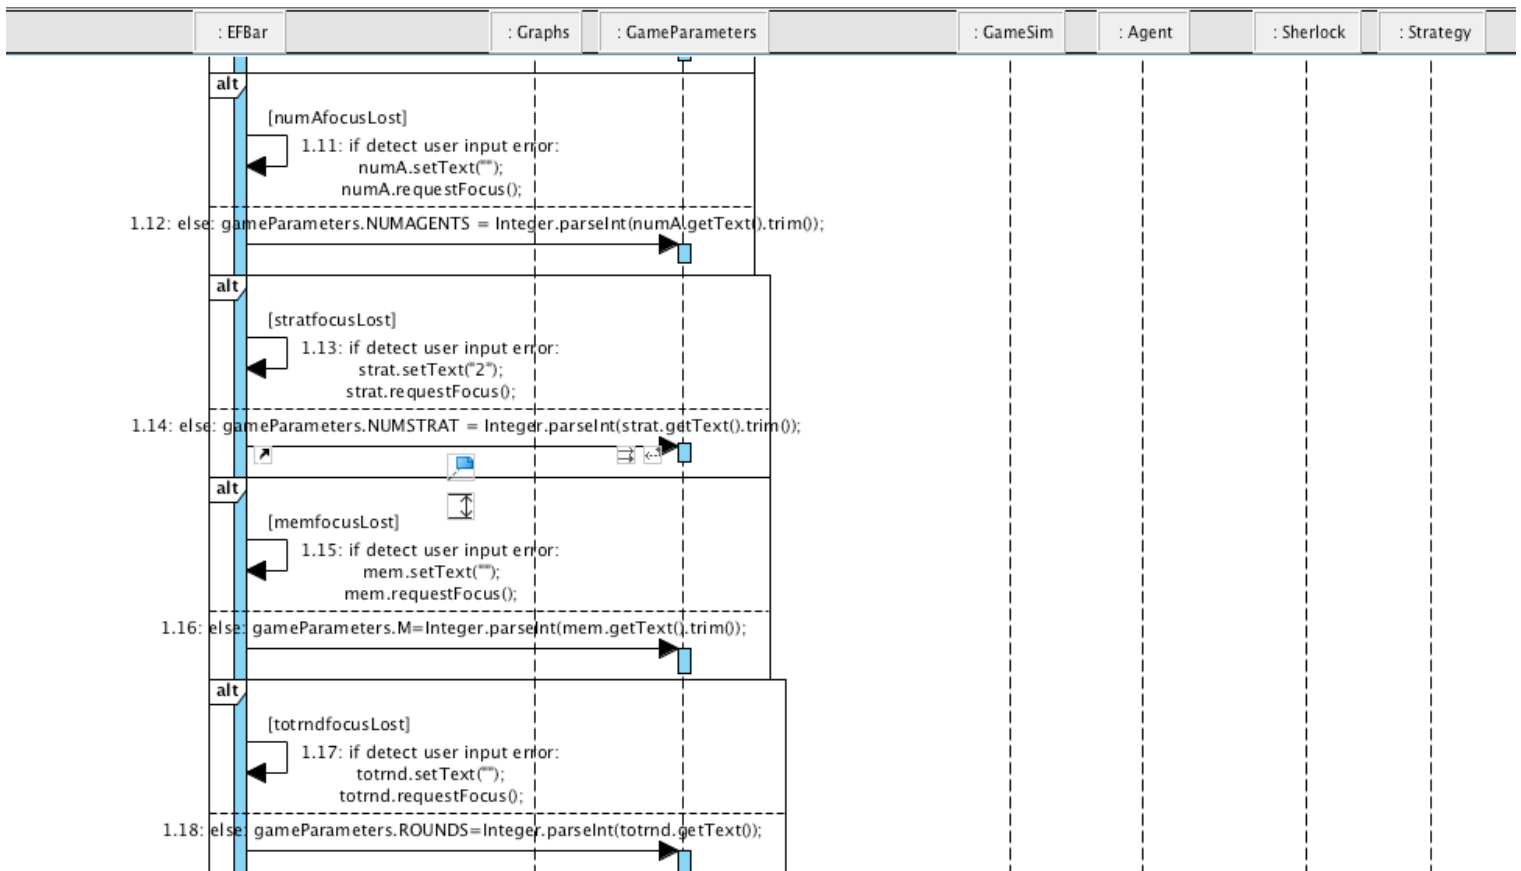 : EFBar
: Graphs
: GameParameters
: GameSim
: Agent
: Sherlock
: Strategy
alt
[numAfocusLost]
1.11: if detect user input error:
numA.setText("");
numA.requestFocus();
1.12: else: gameParameters.NUMAGENTS = Integer.parseInt(numA.getText().trim());
alt
[stratfocusLost]
1.13: if detect user input error:
strat.setText("2");
strat.requestFocus();
1.14: else: gameParameters.NUMSTRAT = Integer.parseInt(strat.getText().trim());
alt
[memfocusLost]
1.15: if detect user input error:
mem.setText("");
mem.requestFocus();
1.16: else: gameParameters.M=Integer.parseInt(mem.getText().trim());
alt
[totrndfocusLost]
1.17: if detect user input error:
totrnd.setText("");
totrnd.requestFocus();
1.18: else: gameParameters.ROUNDS=Integer.parseInt(totrnd.getText());